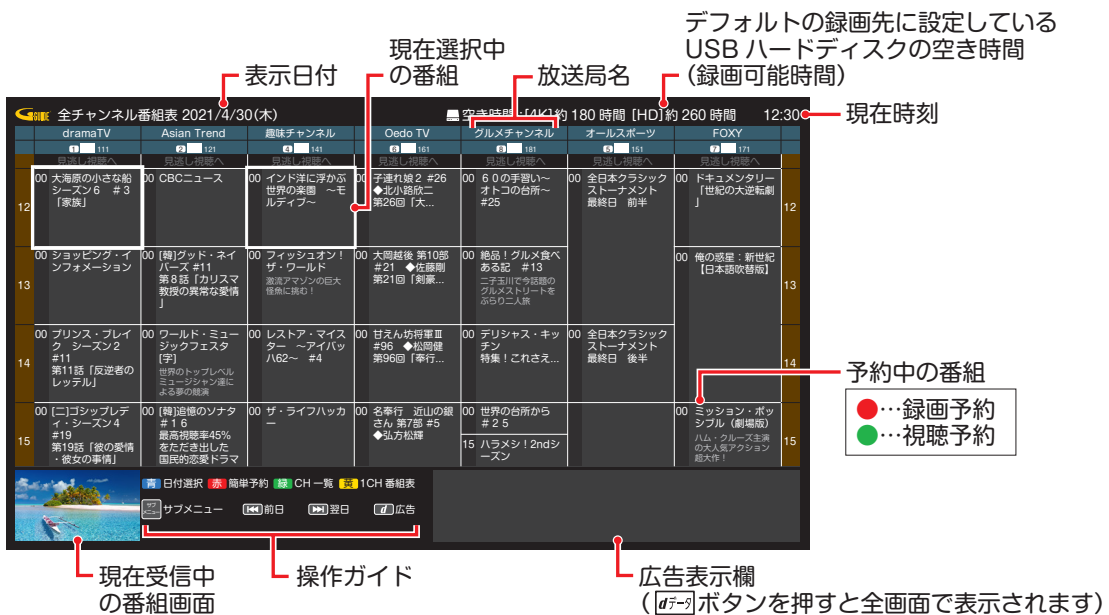 デフォルトの録画先に設定している
USB ハードディスクの空き時間
(録画可能時間)
現在選択中
の番組
表示日付
放送局名
現在時刻
GGUIDE 全チャンネル番組表 2021/4/30(木)
空き時間:[4K]約 180 時間 [HD]約 260 時間 12:30
dramaTV Asian Trend 趣味チャンネル Oedo TV グルメチャンネル オールスポーツ FOXY
1 111 2 121 4 141 6 161 8 181 5 151 7 171
見逃し視聴へ 見逃し視聴へ 見逃し視聴へ 見逃し視聴へ 見逃し視聴へ 見逃し視聴へ 見逃し視聴へ
12
00 大海原の小さな船
シーズン6 #3
「家族」
00 CBCニュース
00 インド洋に浮かぶ
世界の楽園 ~モ
ルディブ~
00 子連れ娘2 #26
◆北小路欣二
第26回「大...
00 60の手習い~
オトコの台所~
#25
00 全日本クラシック
ストーナメント
最終日 前半
00 ドキュメンタリー
「世紀の大逆転劇
」
12
13
00 ショッピング・イ
ンフォメーション
00 [韓]グッド・ネイ
バーズ #11
第8話「カリスマ
教授の異常な愛情
」
00 フィッシュオン!
ザ・ワールド
激流アマゾンの巨大
怪魚に挑む!
00 大岡越後 第10部
#21 ◆佐藤剛
第21回「剣豪...
00 絶品!グルメ食べ
ある記 #13
二子玉川で今話題の
グルメストリートを
ぶらり二人旅
00 俺の惑星:新世紀
【日本語吹替版】
13
14
00 プリンス・ブレイ
ク シーズン2
#11
第11話「反逆者の
レッテル」
00 ワールド・ミュー
ジックフェスタ
[字]
世界のトップレベル
ミュージシャン達に
よる夢の競演
00 レストア・マイス
ター ~アイバッ
ハ62~ #4
00 甘えん坊将軍Ⅲ
#96 ◆松岡健
第96回「奉行...
00 デリシャス・キッ
チン
特集!これさえ...
00 全日本クラシック
ストーナメント
最終日 後半
14
15
00 [二]ゴシップレデ
ィ・シーズン4
#19
第19話「彼の愛情
・彼女の事情」
00 [韓]追憶のソナタ
#16
最高視聴率45%
をただき出した
国民的恋愛ドラマ
00 ザ・ライフハッカ
ー
00 名奉行 近山の銀
さん 第7部 #5
◆弘方松輝
00 世界の台所から
#25
15 ハラメシ!2ndシ
ーズン
00 ミッション・ポッ
シブル(劇場版)
ハム・クルーズ主演
の大人気アクション
超大作!
15
予約中の番組
●…録画予約
●…視聴予約
青 日付選択 赤 簡単予約 緑 CH 一覧 黄 1CH 番組表
サブメニュー 前日 翌日 d 広告
現在受信中
の番組画面
操作ガイド
広告表示欄
(dデータボタンを押すと全画面で表示されます)